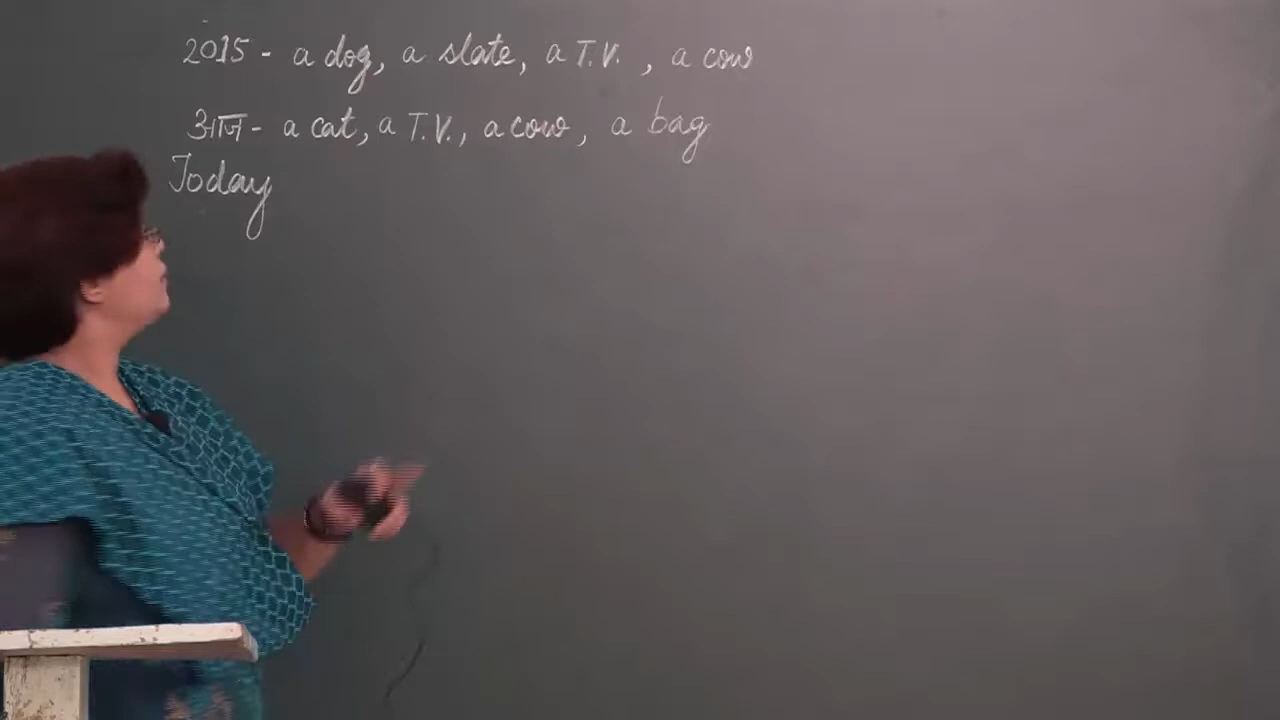 2015 - a dog, a slate, a T.V. , a cow
आज - a cat, a T.V., a cow, a bag
Today